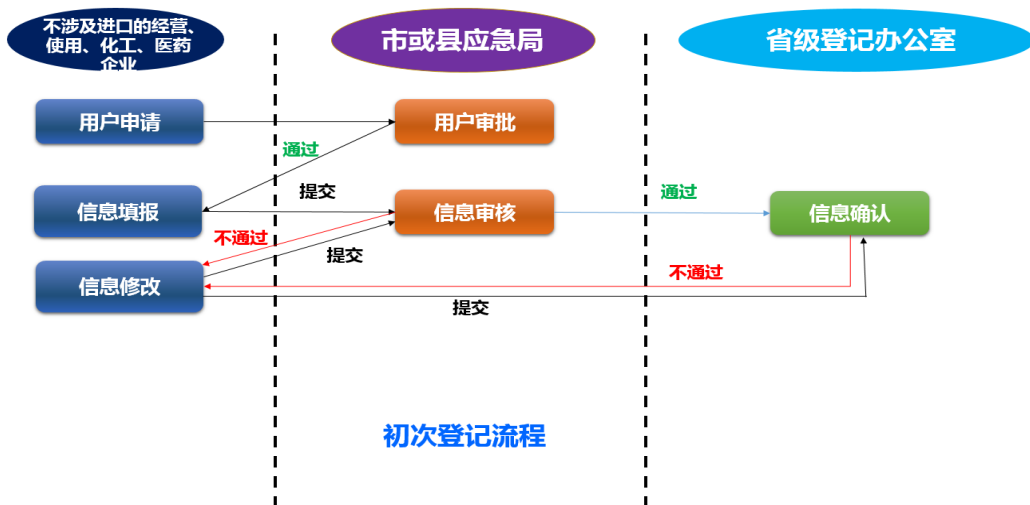 不涉及进口的经营、
使用、化工、医药
企业
市或县应急局
省级登记办公室
用户申请
用户审批
通过
信息填报
提交
信息审核
通过
信息确认
不通过
提交
信息修改
不通过
提交
初次登记流程